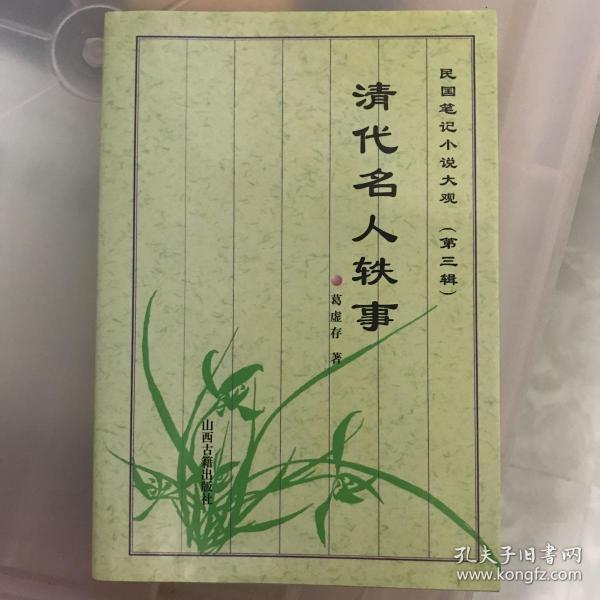 民国笔记小说大观（第三辑）
清代名人轶事
葛虚存 著
山西古籍出版社
孔夫子旧书网
www.kongfz.com